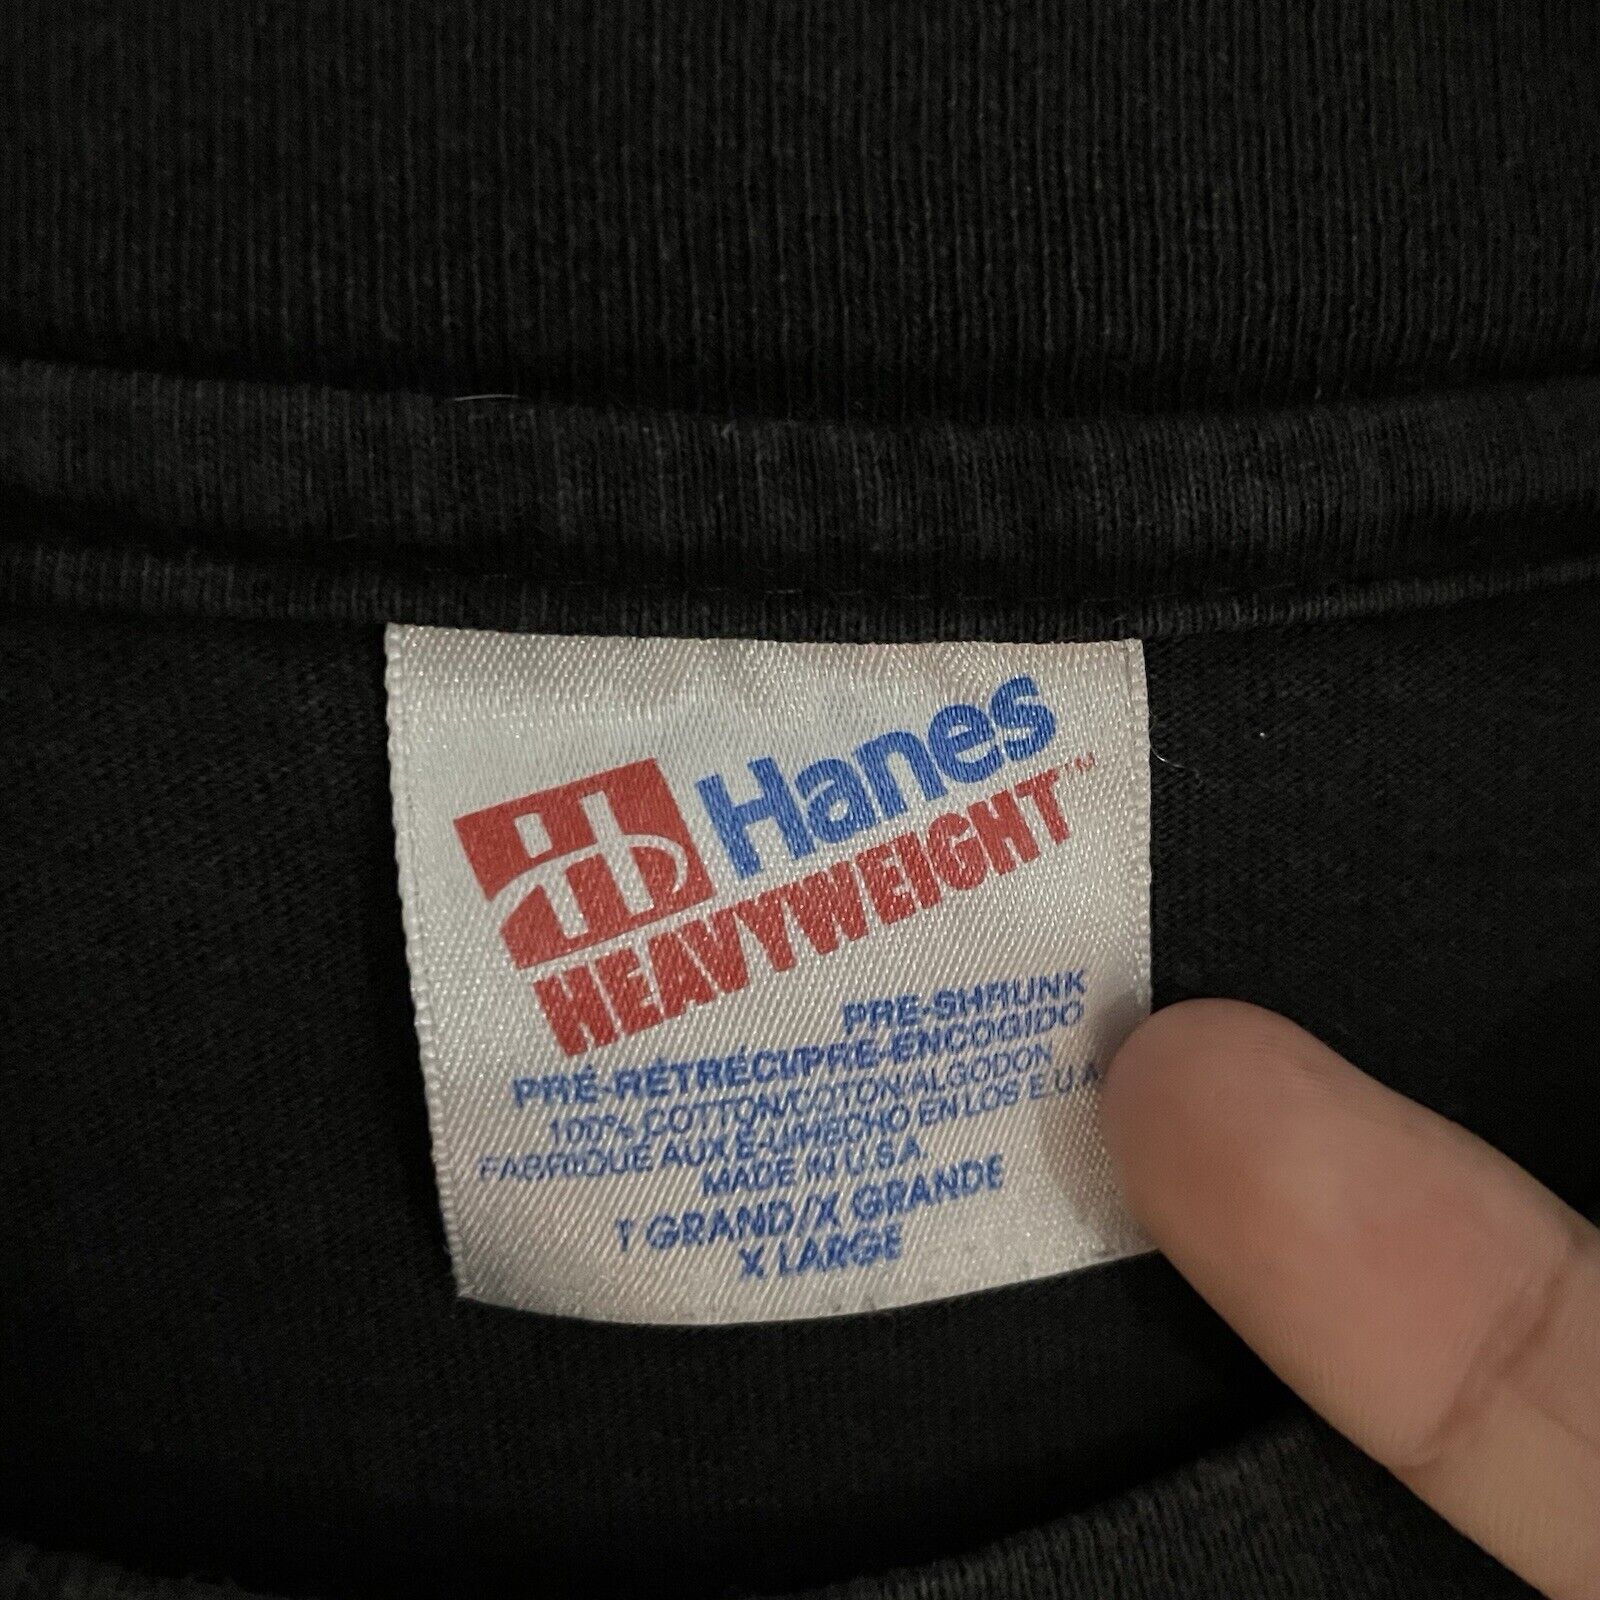 Hanes
HEAVYWEIGHT™
PRE-SHRUNK
PRÉ-RÉTRÉCI/PRE-ENCOGIDO
100% COTTON/COTON/ALGODON
FABRIQUÉ AUX É-U/HECHO EN LOS E.U.A
MADE IN U.S.A.
T GRAND/X GRANDE
X LARGE